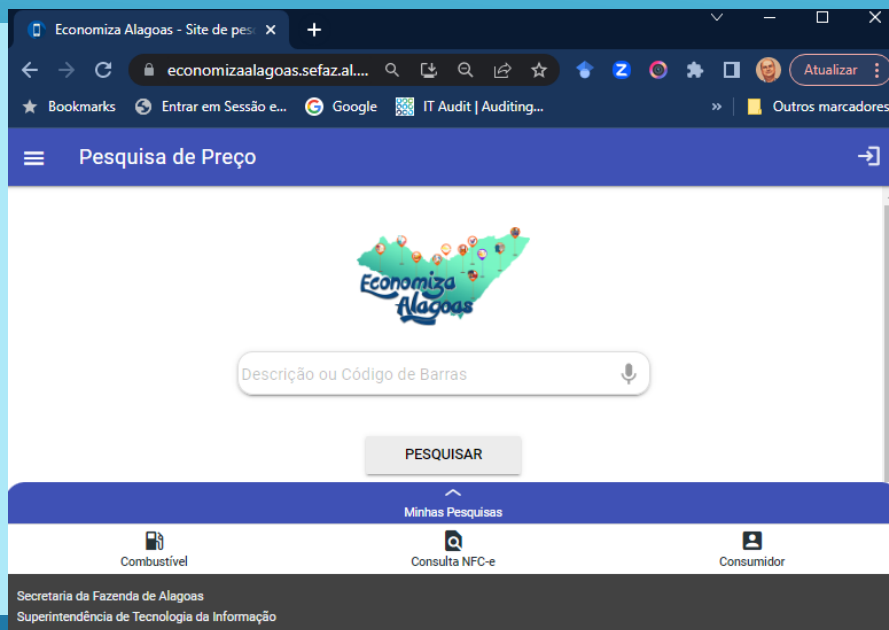 Economiza Alagoas - Site de pes
economizaalagoas.sefaz.al....
Atualizar
Bookmarks
Entrar em Sessão e...
Google
IT Audit | Auditing...
»
Outros marcadores
Pesquisa de Preço
Economiza
Alagoas
Descrição ou Código de Barras
PESQUISAR
Minhas Pesquisas
Combustível
Consulta NFC-e
Consumidor
Secretaria da Fazenda de Alagoas
Superintendência de Tecnologia da Informação